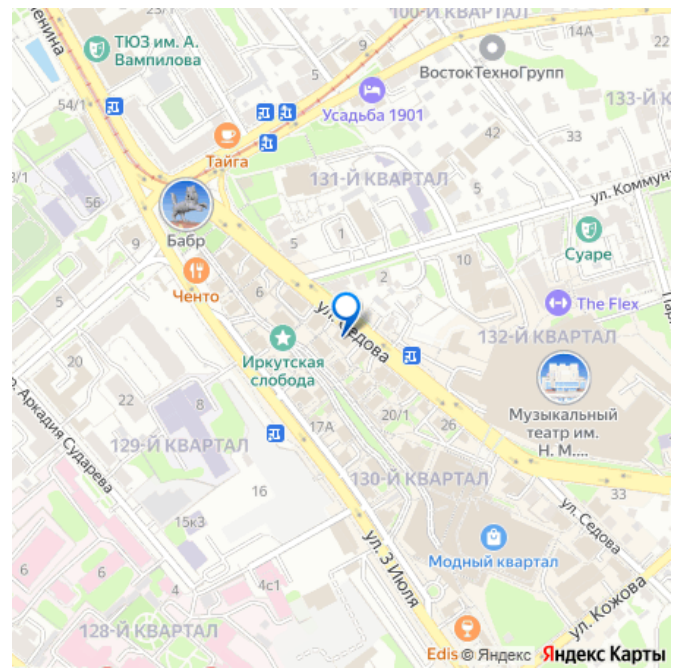 Ленина
100-Й КВАРТАЛ
14А
22
ТЮЗ им. А.
Вампилова
9
5
9
ВостокТехноГрупп
133-Й К
54/1
Усадьба 1901
42
33
Тайга
131-Й КВАРТАЛ
3/1
56
5
ул. Коммун
Бабр
9
5
1
Суаре
10
2
Ченто
6
The Flex
ул. Седова
132-Й КВАРТАЛ
Иркутская
слобода
20
22
8
Музыкальный
театр им.
Н. М....
р. Аркадия Сударева
17А
20/1
26
129-Й КВАРТАЛ
130-Й КВАРТАЛ
16
33
15к3
ул. Седова
ул. 3 Июля
Модный квартал
6
6
4
4с1
ул. Кожова
128-Й КВАРТАЛ
Edis
© Яндекс Яндекс Карты